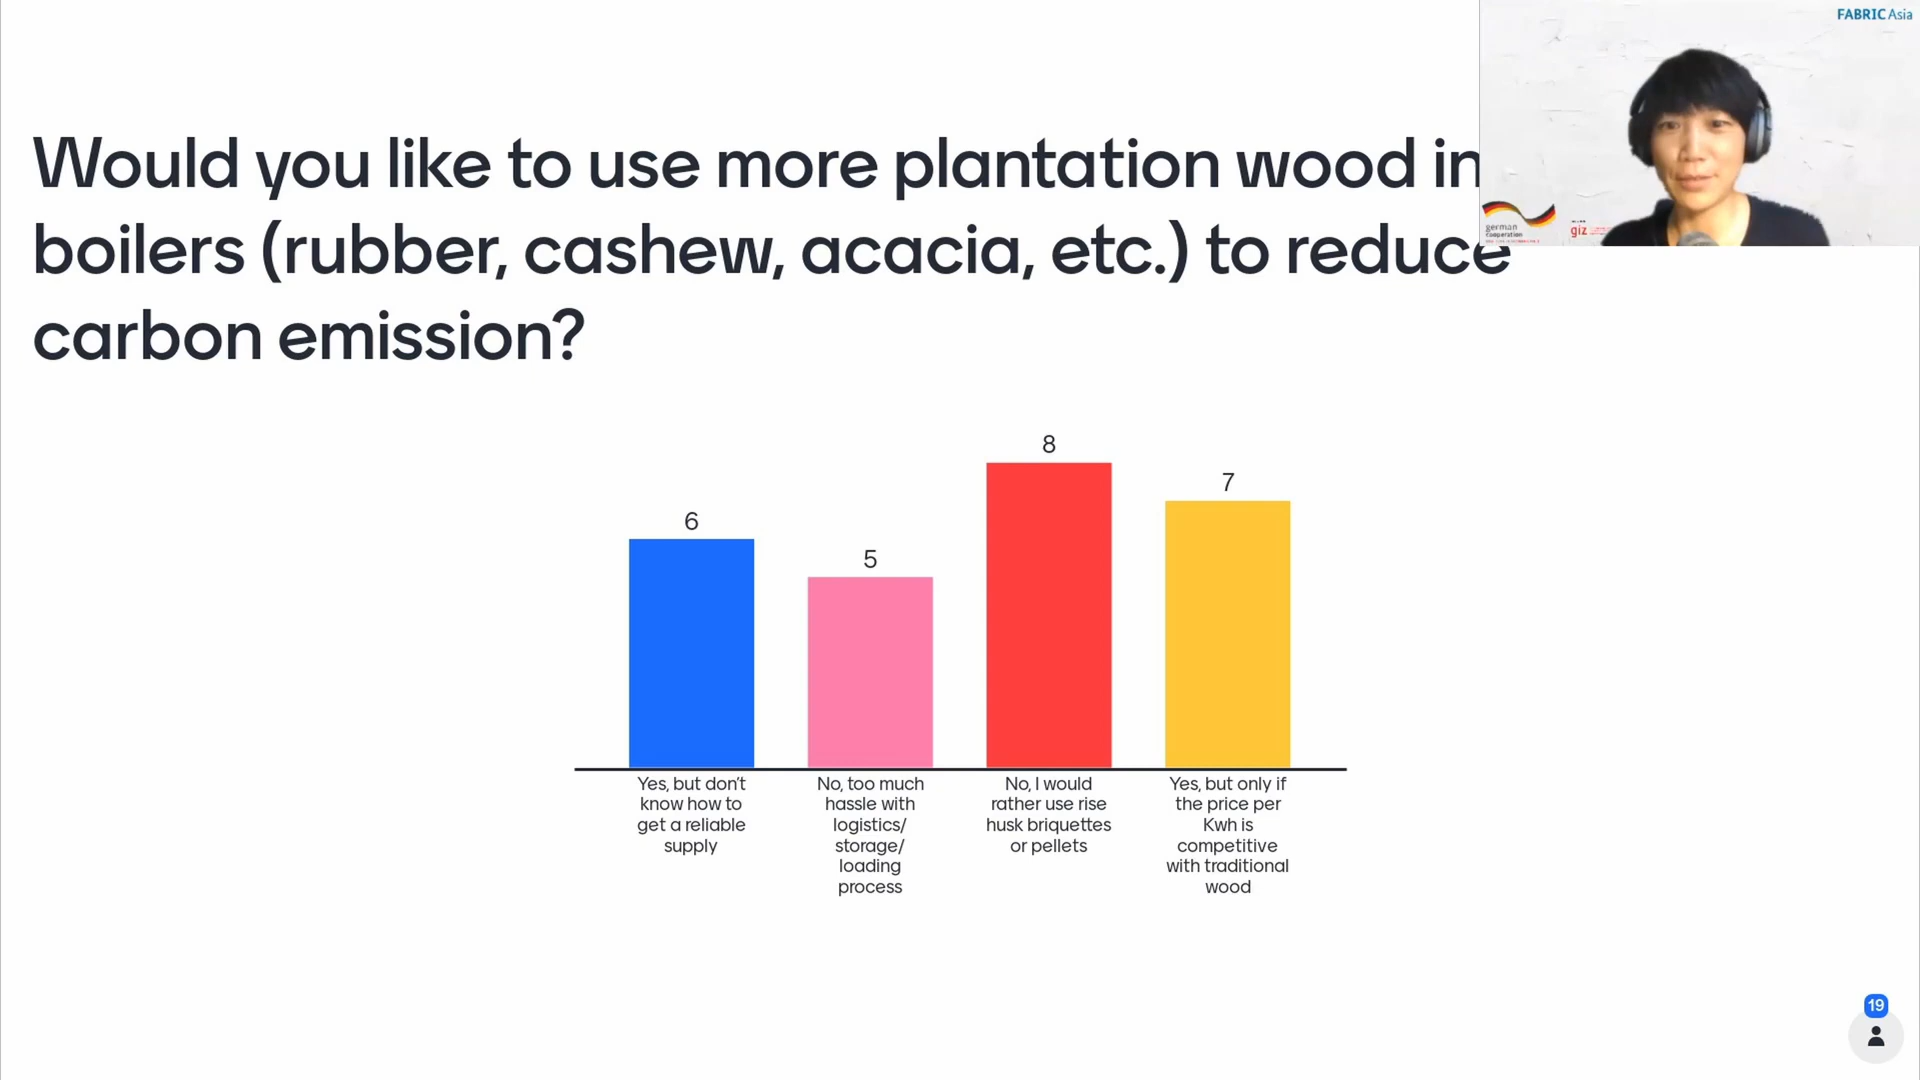 FABRIC Asia
Would you like to use more plantation wood in
boilers (rubber, cashew, acacia, etc.) to reduce
carbon emission?
german
cooperation
giz
8
7
6
5
Yes, but don't
know how to
get a reliable
supply
No, too much
hassle with
logistics/
storage/
loading
process
No, I would
rather use rise
husk briquettes
or pellets
Yes, but only if
the price per
Kwh is
competitive
with traditional
wood
19